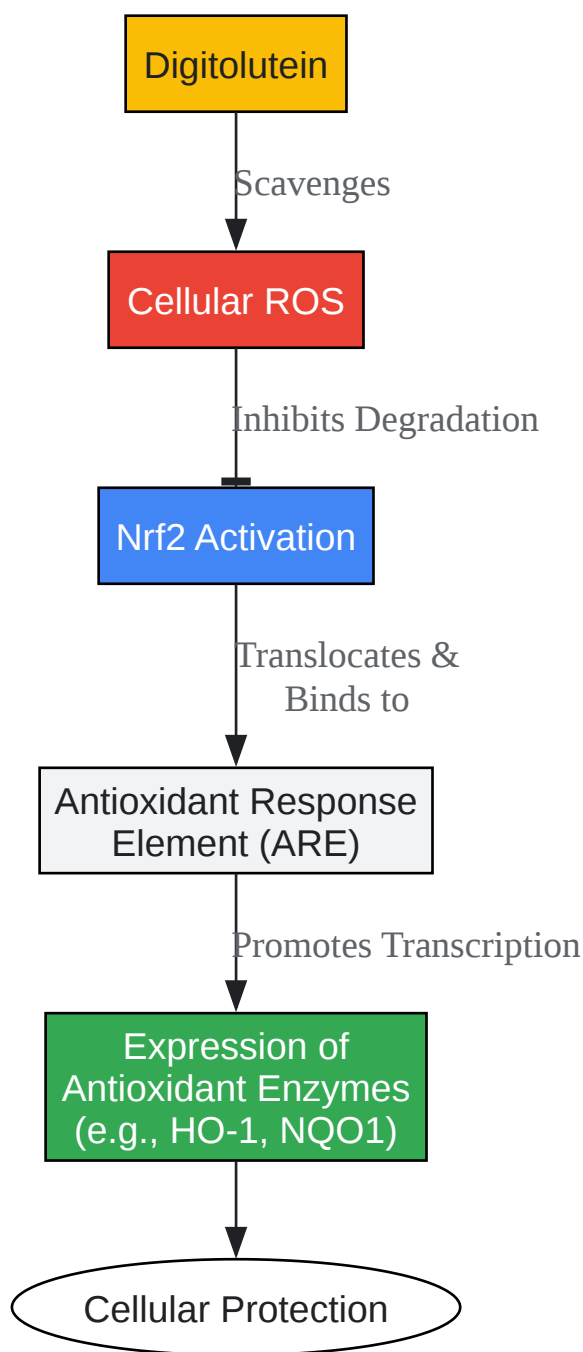 Digitolutein
Scavenges
Cellular ROS
Inhibits Degradation
Nrf2 Activation
Translocates &
Binds to
Antioxidant Response
Element (ARE)
Promotes Transcription
Expression of
Antioxidant Enzymes
(e.g., HO-1, NQO1)
Cellular Protection